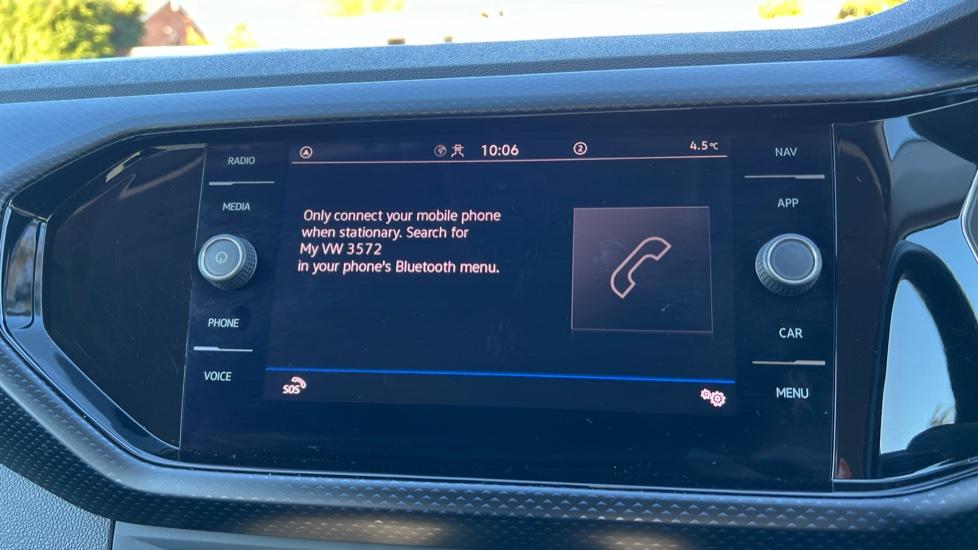 RADIO
MEDIA
PHONE
VOICE
10:06
2
4.5°C
Only connect your mobile phone
when stationary. Search for
My VW 3572
in your phone's Bluetooth menu.
SOS
NAV
APP
CAR
MENU